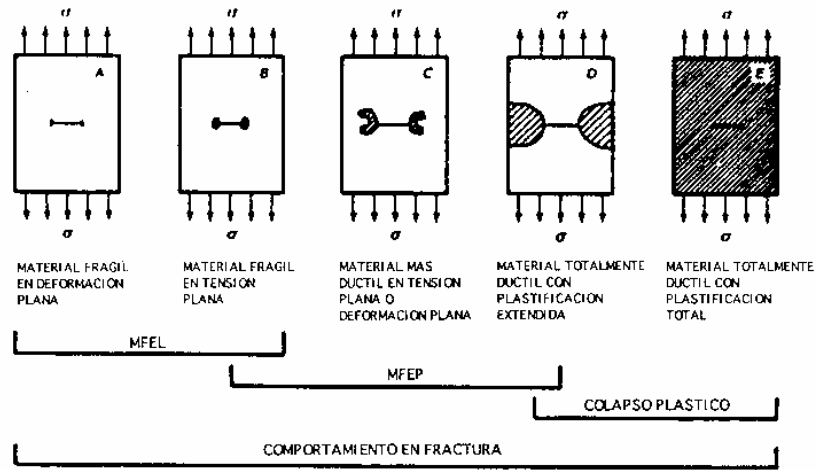 σ σ σ σ σ
A B C D E
σ σ σ σ σ
MATERIAL FRAGIL
EN DEFORMACION
PLANA
MATERIAL FRAGIL
EN TENSION
PLANA
MATERIAL MAS
DUCTIL EN TENSION
PLANA O
DEFORMACION PLANA
MATERIAL TOTALMENTE
DUCTIL CON
PLASTIFICACION
EXTENDIDA
MATERIAL TOTALMENTE
DUCTIL CON
PLASTIFICACION
TOTAL
MFEL
MFEP
COLAPSO PLASTICO
COMPORTAMIENTO EN FRACTURA